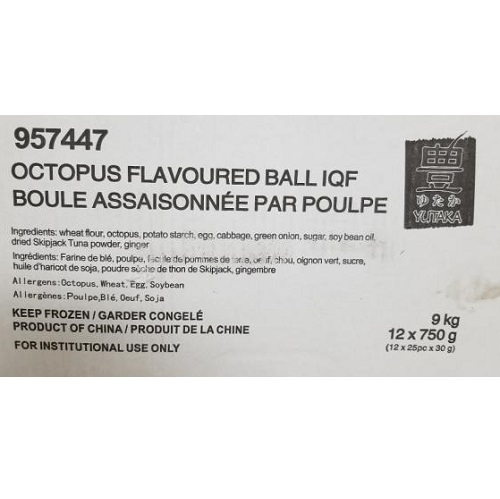 957447
豊
ゆたか
YUTAKA
OCTOPUS FLAVOURED BALL IQF
BOULE ASSAISONNÉE PAR POULPE
Ingredients: wheat flour, octopus, potato starch, egg, cabbage, green onion, sugar, soy bean oil,
dried Skipjack Tuna powder, ginger
Ingrédients: Farine de blé, poulpe, fécule de pommes de terre, oeuf, chou, oignon vert, sucre,
huile d'haricot de soja, poudre sèche de thon de Skipjack, gingembre
Allergens:Octopus, Wheat, Egg, Soybean
Allergènes:Poulpe,Blé, Oeuf, Soja
KEEP FROZEN / GARDER CONGELÉ
PRODUCT OF CHINA / PRODUIT DE LA CHINE
FOR INSTITUTIONAL USE ONLY
9 kg
12 x 750 g
(12 x 25pc x 30 g)